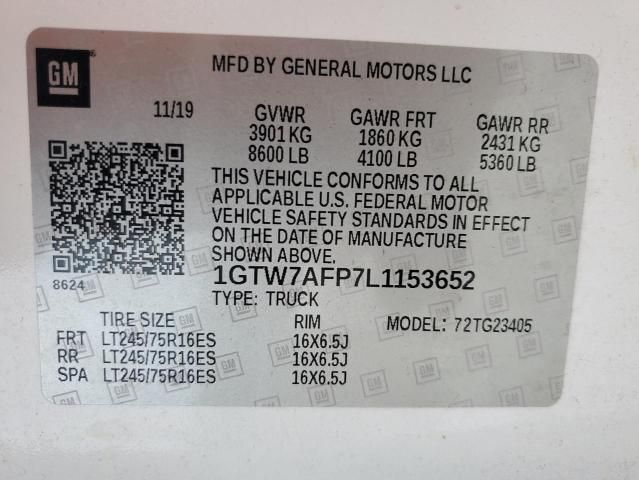 GM
MFD BY GENERAL MOTORS LLC
11/19 GVWR GAWR FRT GAWR RR
3901 KG 1860 KG 2431 KG
8600 LB 4100 LB 5360 LB
THIS VEHICLE CONFORMS TO ALL
APPLICABLE U.S. FEDERAL MOTOR
VEHICLE SAFETY STANDARDS IN EFFECT
ON THE DATE OF MANUFACTURE
SHOWN ABOVE.
8624
1GTW7AFP7L1153652
TYPE: TRUCK
TIRE SIZE RIM MODEL: 72TG23405
FRT LT245/75R16ES 16X6.5J
RR LT245/75R16ES 16X6.5J
SPA LT245/75R16ES 16X6.5J